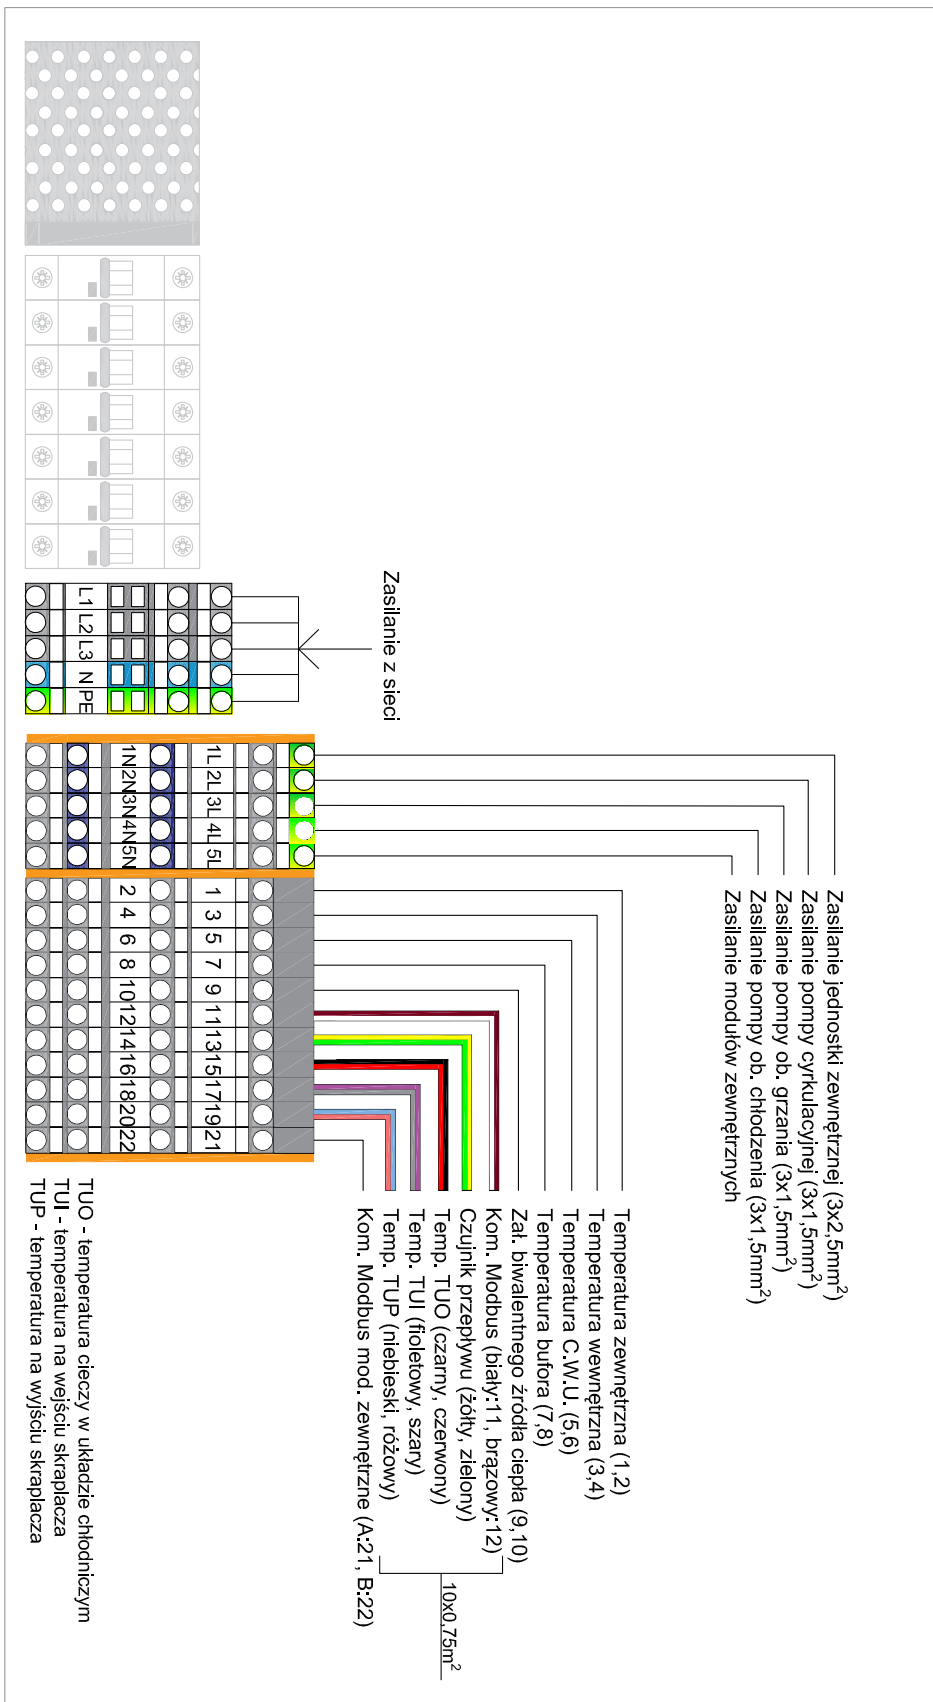 Zasilanie z sieci
L1 L2 L3 N PE
Zasilanie jednostki zewnętrznej (3x2,5mm²)
Zasilanie pompy cyrkulacyjnej (3x1,5mm²)
Zasilanie pompy ob. grzania (3x1,5mm²)
Zasilanie pompy ob. chłodzenia (3x1,5mm²)
Zasilanie modułów zewnętrznych
1L 2L 3L 4L 5L
1N 2N 3N 4N 5N
Temperatura zewnętrzna (1,2)
Temperatura wewnętrzna (3,4)
Temperatura C.W.U. (5,6)
Temperatura bufora (7,8)
Zał. biwalentnego źródła ciepła (9,10)
Kom. Modbus (biały:11, brązowy:12)
Czujnik przepływu (żółty, zielony)
Temp. TUO (czarny, czerwony)
Temp. TUI (fioletowy, szary)
Temp. TUP (niebieski, różowy)
Kom. Modbus mod. zewnętrzne (A:21, B:22)
10x0,75m²
1 3 5 7 9 11 13 15 17 19 21
2 4 6 8 10 12 14 16 18 20 22
TUO - temperatura cieczy w układzie chłodniczym
TUI - temperatura na wejściu skraplacza
TUP - temperatura na wyjściu skraplacza